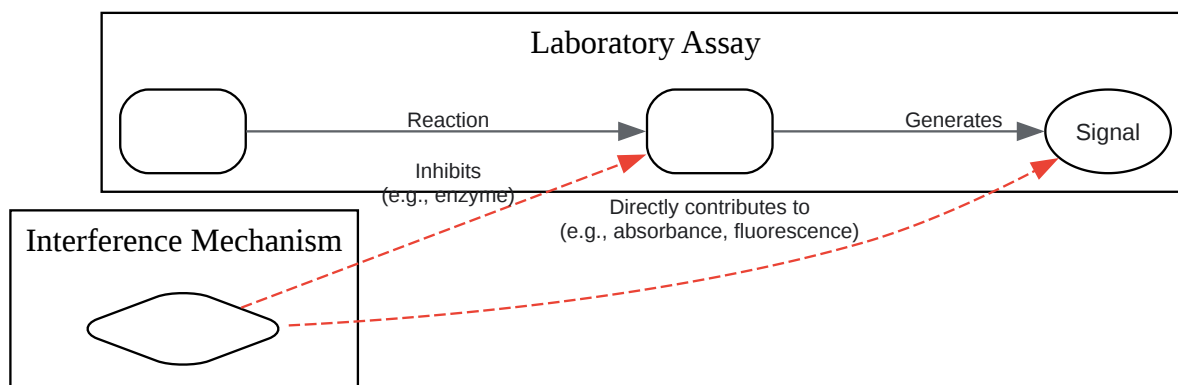 Laboratory Assay
Reaction
Generates
Signal
Inhibits
(e.g., enzyme)
Directly contributes to
(e.g., absorbance, fluorescence)
Interference Mechanism